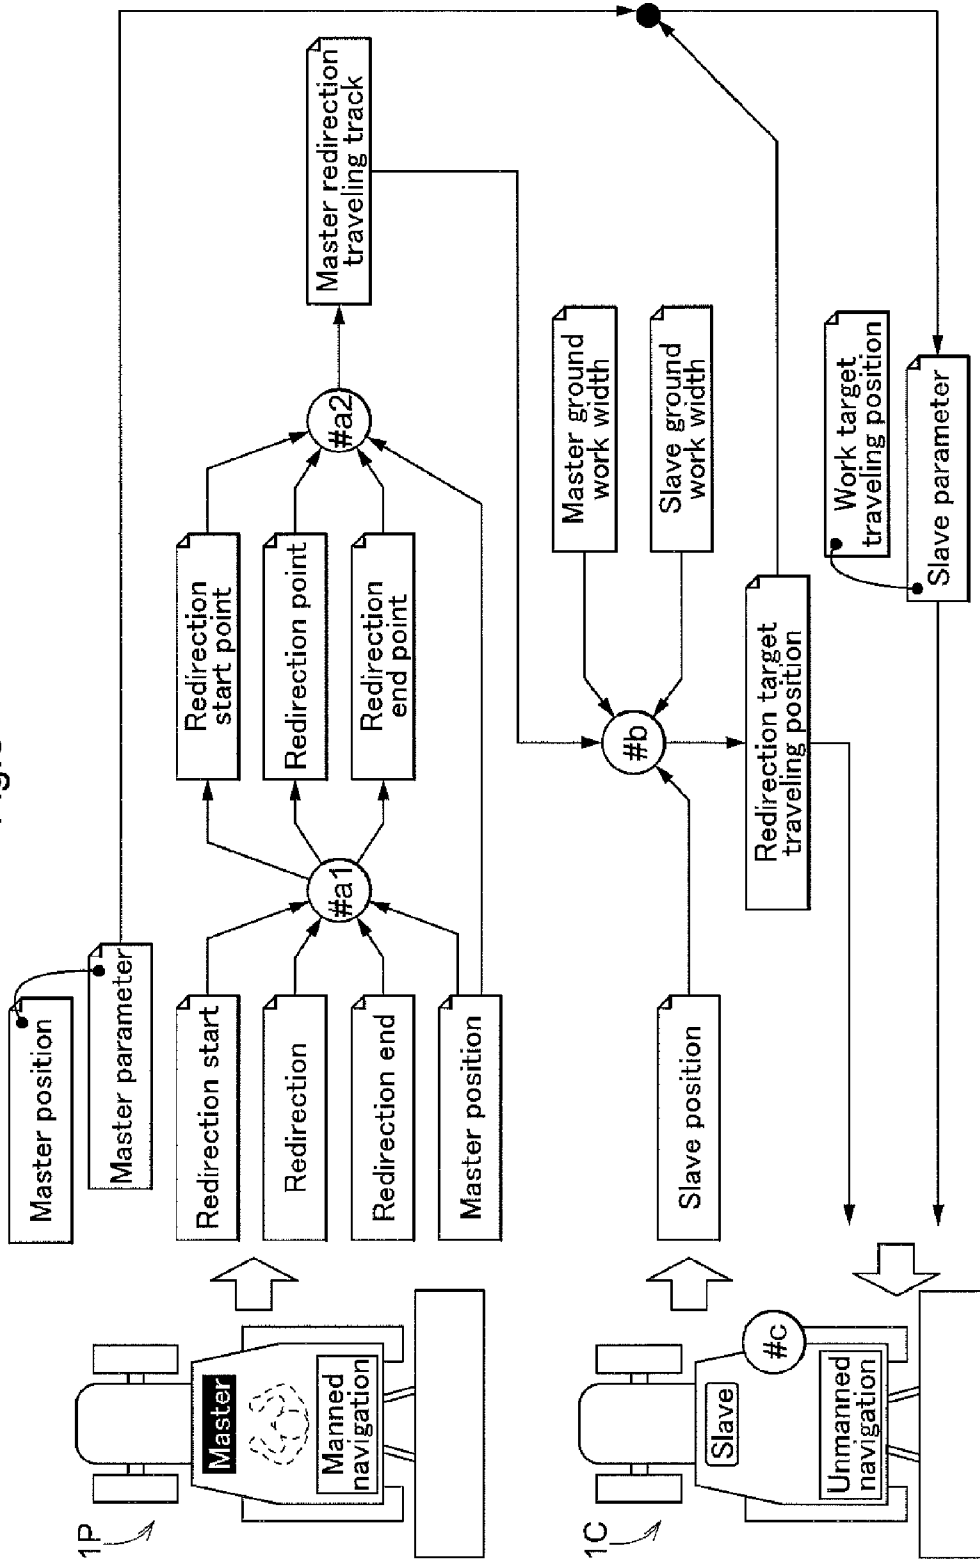 Master position
Master parameter
Redirection start
Redirection
Redirection end
Master position
#a1
Redirection
start point
Redirection point
Redirection
end point
#a2
Master redirection
traveling track
1P
Master
Manned
navigation
Slave position
#b
Master ground
work width
Slave ground
work width
Redirection target
traveling position
Work target
traveling position
Slave parameter
1C
Slave
#c
Unmanned
navigation